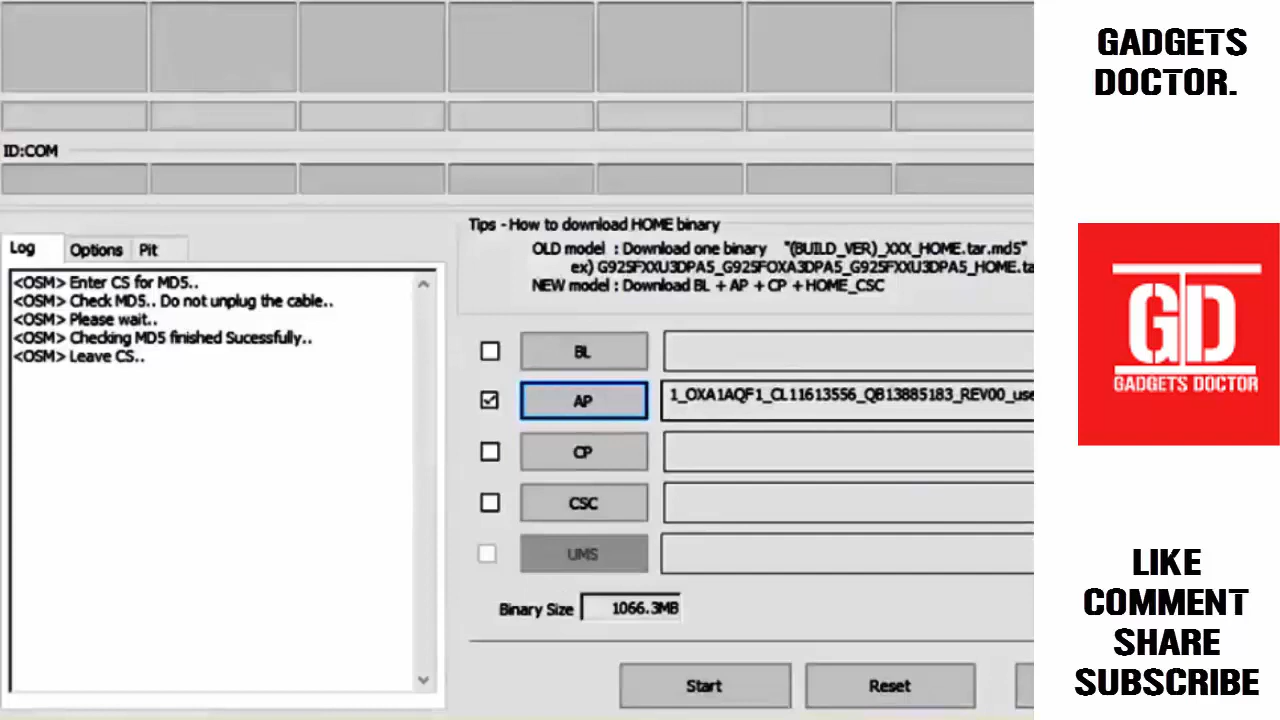 GADGETS
DOCTOR.
ID:COM
Tips - How to download HOME binary
OLD model : Download one binary "(BUILD_VER)_XXX_HOME.tar.md5"
ex) G925FXXU3DPA5_G925FOXA3DPA5_G925FXXU3DPA5_HOME.ta
NEW model : Download BL + AP + CP + HOME_CSC
Log Options Pit
<OSM> Enter CS for MD5..
<OSM> Check MD5.. Do not unplug the cable..
<OSM> Please wait..
<OSM> Checking MD5 finished Sucessfully..
<OSM> Leave CS..
BL
AP 1_OXA1AQF1_CL11613556_QB13885183_REV00_use
CP
CSC
UMS
Binary Size 1066.3MB
Start Reset
GD
GADGETS DOCTOR
LIKE
COMMENT
SHARE
SUBSCRIBE